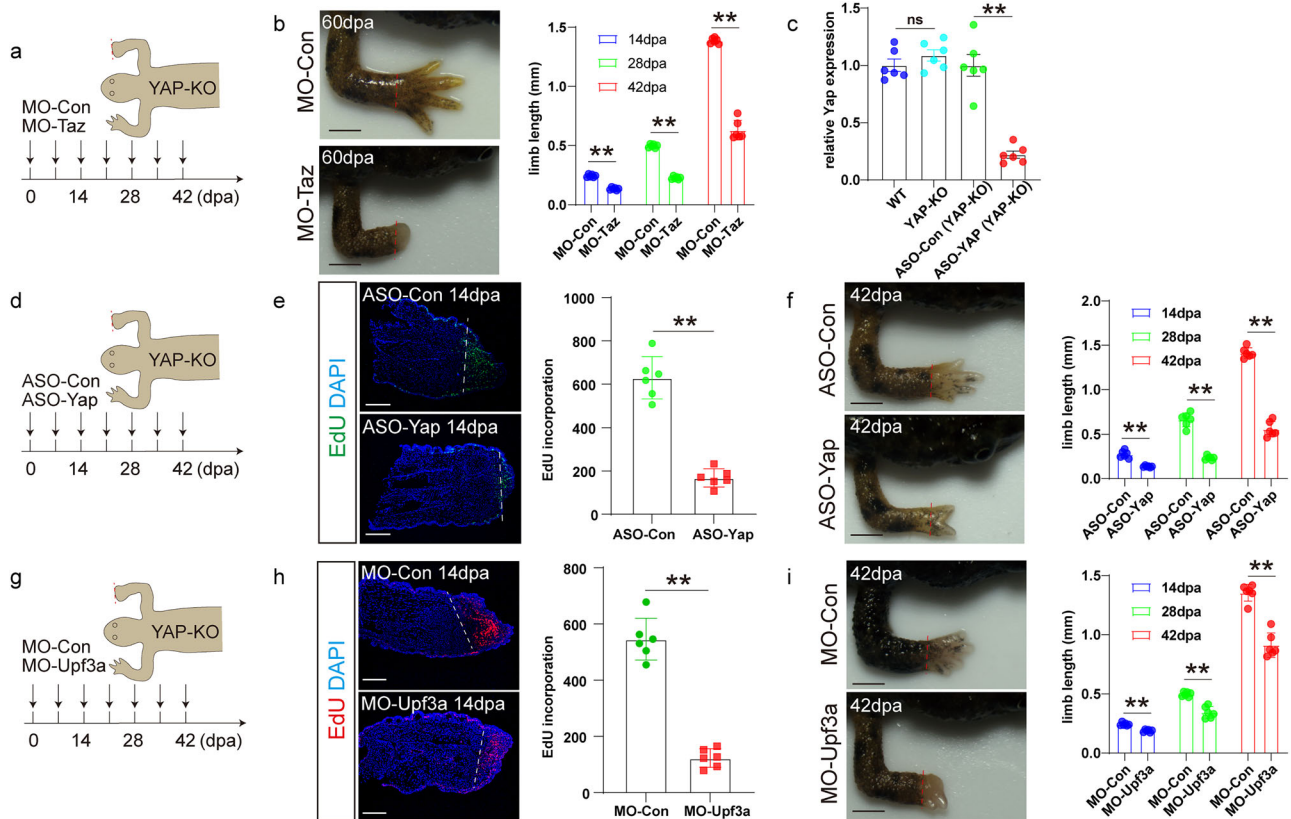 a
YAP-KO
MO-Con
MO-Taz
0 14 28 42 (dpa)
b
60dpa
MO-Con
60dpa
MO-Taz
limb length (mm)
1.5
1.0
0.5
0.0
14dpa
28dpa
42dpa
**
**
**
MO-Con
MO-Taz
MO-Con
MO-Taz
MO-Con
MO-Taz
c
relative Yap expression
1.5
1.0
0.5
0.0
ns
**
WT
YAP-KO
ASO-Con (YAP-KO)
ASO-YAP (YAP-KO)
d
YAP-KO
ASO-Con
ASO-Yap
0 14 28 42 (dpa)
e
EdU DAPI
ASO-Con 14dpa
ASO-Yap 14dpa
EdU incorporation
1000
800
600
400
200
0
**
ASO-Con ASO-Yap
f
42dpa
ASO-Con
42dpa
ASO-Yap
limb length (mm)
2.0
1.5
1.0
0.5
0.0
14dpa
28dpa
42dpa
**
**
**
ASO-Con
ASO-Yap
ASO-Con
ASO-Yap
ASO-Con
ASO-Yap
g
YAP-KO
MO-Con
MO-Upf3a
0 14 28 42 (dpa)
h
EdU DAPI
MO-Con 14dpa
MO-Upf3a 14dpa
EdU incorporation
800
600
400
200
0
**
MO-Con MO-Upf3a
i
42dpa
MO-Con
42dpa
MO-Upf3a
limb length (mm)
1.5
1.0
0.5
0.0
14dpa
28dpa
42dpa
**
**
**
MO-Con
MO-Upf3a
MO-Con
MO-Upf3a
MO-Con
MO-Upf3a